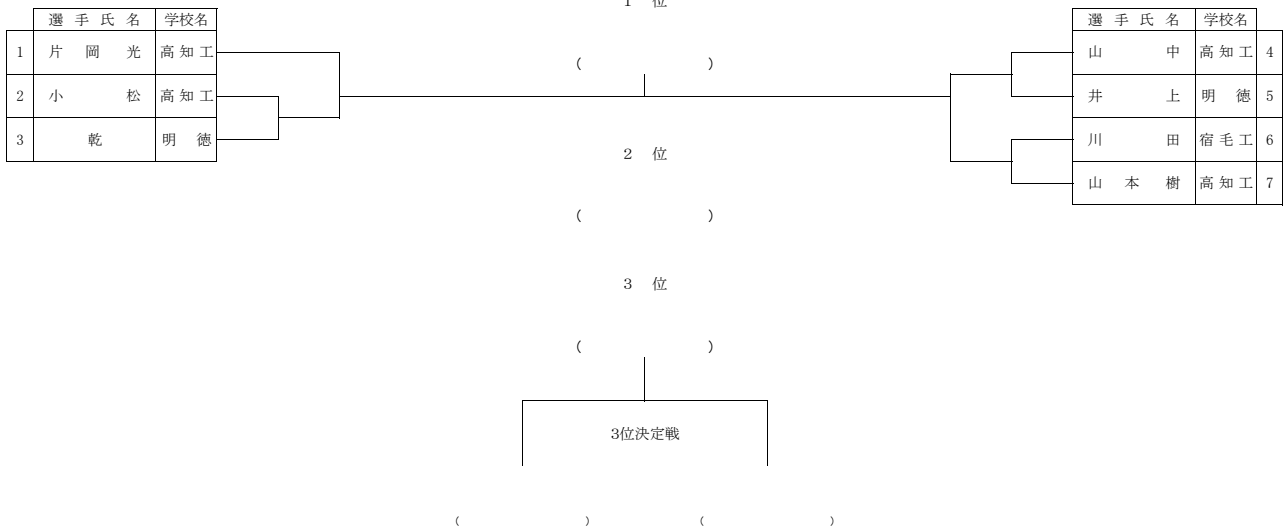 1 位
選 手 氏 名 学校名
1 片 岡 光 高 知 工
2 小 松 高 知 工
3 乾 明 徳
選 手 氏 名 学校名
山 中 高 知 工 4
井 上 明 徳 5
川 田 宿 毛 工 6
山 本 樹 高 知 工 7
( )
2 位
( )
3 位
( )
3位決定戦
( ) ( )